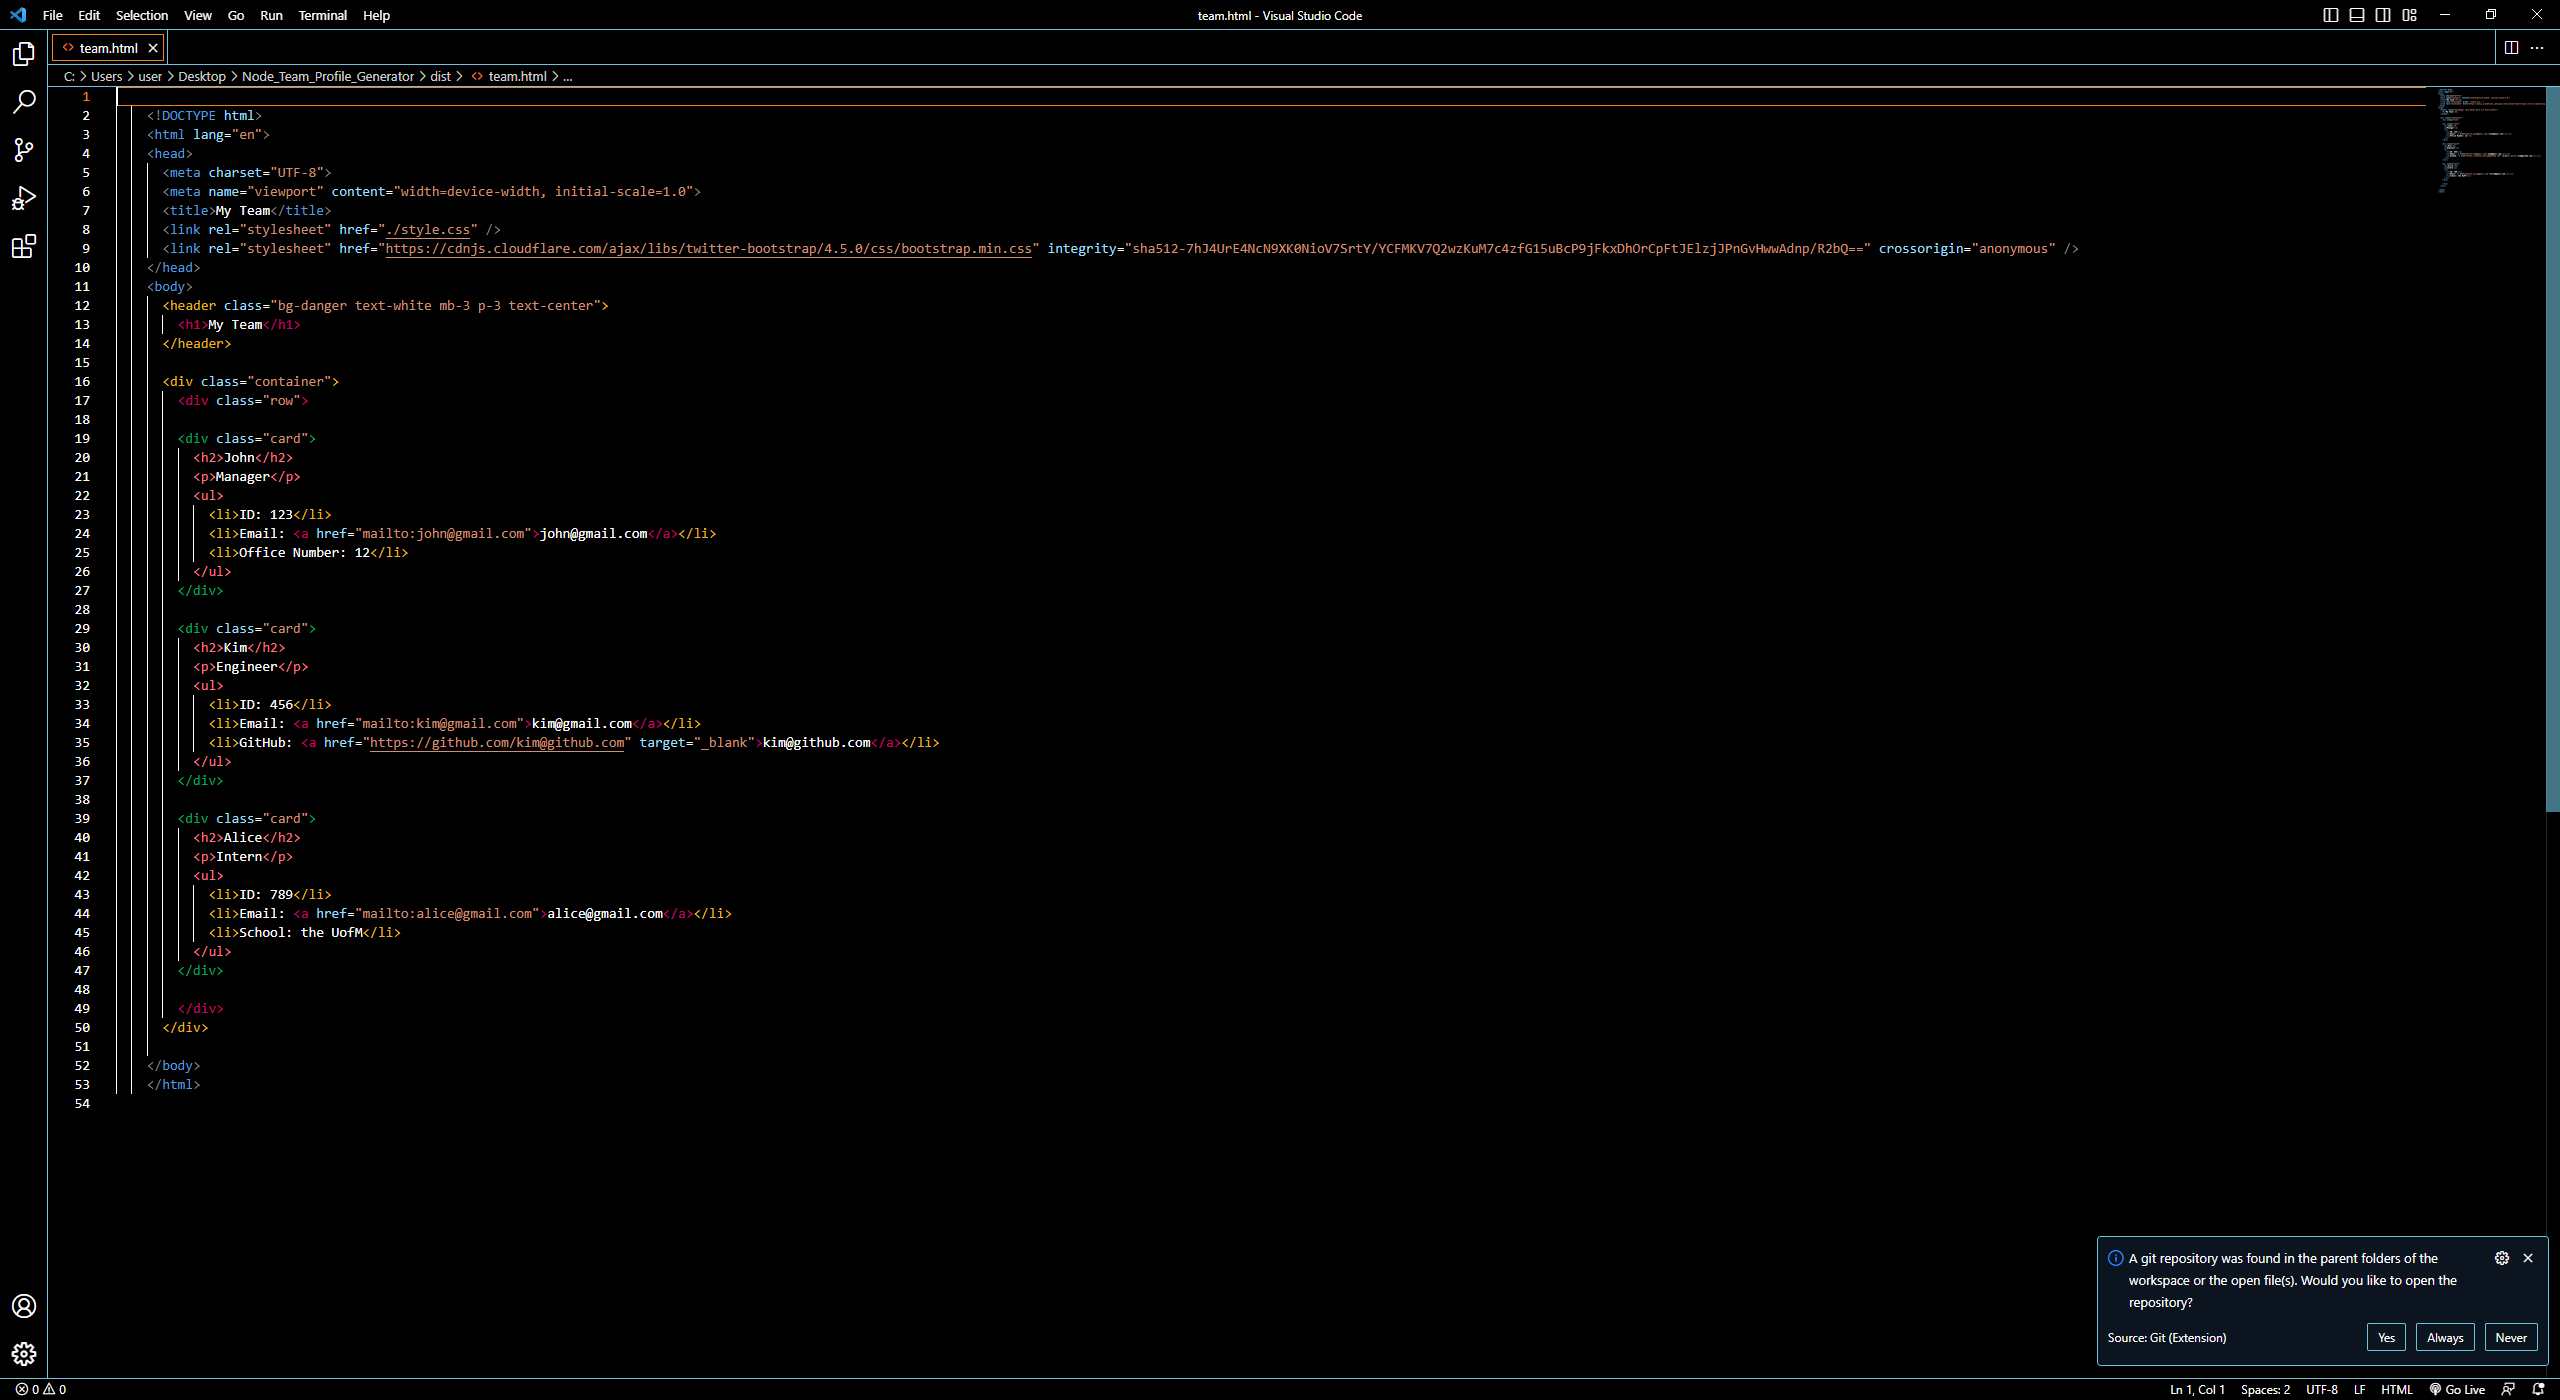 File Edit Selection View Go Run Terminal Help
team.html - Visual Studio Code
team.html
C: > Users > user > Desktop > Node_Team_Profile_Generator > dist > team.html > ...
1
2 <!DOCTYPE html>
3 <html lang="en">
4 <head>
5 <meta charset="UTF-8">
6 <meta name="viewport" content="width=device-width, initial-scale=1.0">
7 <title>My Team</title>
8 <link rel="stylesheet" href="./style.css" />
9 <link rel="stylesheet" href="https://cdnjs.cloudflare.com/ajax/libs/twitter-bootstrap/4.5.0/css/bootstrap.min.css" integrity="sha512-7hJ4UrE4NcN9XK0NioV7SrtY/YCFMKV7Q2wzKuM7c4zfG15uBcP9jFkxDhOrCpFtJElzjJPnGvHwwAdnp/R2bQ==" crossorigin="anonymous" />
10 </head>
11 <body>
12 <header class="bg-danger text-white mb-3 p-3 text-center">
13 <h1>My Team</h1>
14 </header>
15
16 <div class="container">
17 <div class="row">
18
19 <div class="card">
20 <h2>John</h2>
21 <p>Manager</p>
22 <ul>
23 <li>ID: 123</li>
24 <li>Email: <a href="mailto:john@gmail.com">john@gmail.com</a></li>
25 <li>Office Number: 12</li>
26 </ul>
27 </div>
28
29 <div class="card">
30 <h2>Kim</h2>
31 <p>Engineer</p>
32 <ul>
33 <li>ID: 456</li>
34 <li>Email: <a href="mailto:kim@gmail.com">kim@gmail.com</a></li>
35 <li>GitHub: <a href="https://github.com/kim@github.com" target="_blank">kim@github.com</a></li>
36 </ul>
37 </div>
38
39 <div class="card">
40 <h2>Alice</h2>
41 <p>Intern</p>
42 <ul>
43 <li>ID: 789</li>
44 <li>Email: <a href="mailto:alice@gmail.com">alice@gmail.com</a></li>
45 <li>School: the UofM</li>
46 </ul>
47 </div>
48
49 </div>
50 </div>
51
52 </body>
53 </html>
54
A git repository was found in the parent folders of the
workspace or the open file(s). Would you like to open the
repository?
Source: Git (Extension)
Yes
Always
Never
0 0
Ln 1, Col 1 Spaces: 2 UTF-8 LF HTML Go Live